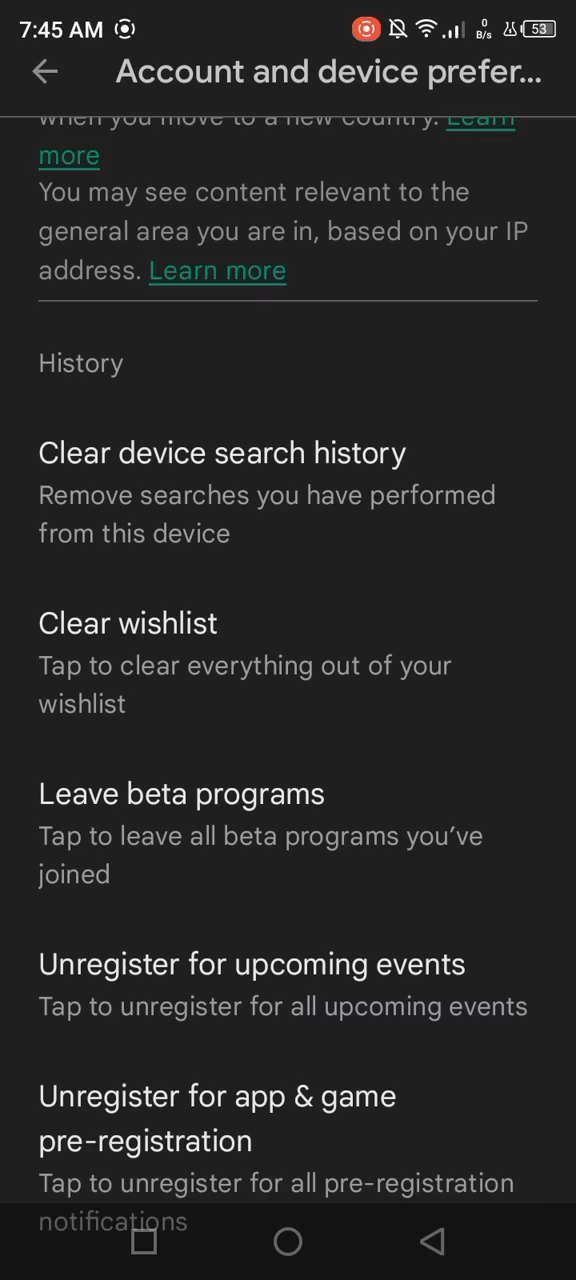 7:45 AM
0
B/s
53
Account and device prefer...
when you move to a new country. Learn
more
You may see content relevant to the
general area you are in, based on your IP
address. Learn more
History
Clear device search history
Remove searches you have performed
from this device
Clear wishlist
Tap to clear everything out of your
wishlist
Leave beta programs
Tap to leave all beta programs you’ve
joined
Unregister for upcoming events
Tap to unregister for all upcoming events
Unregister for app & game
pre-registration
Tap to unregister for all pre-registration
notifications